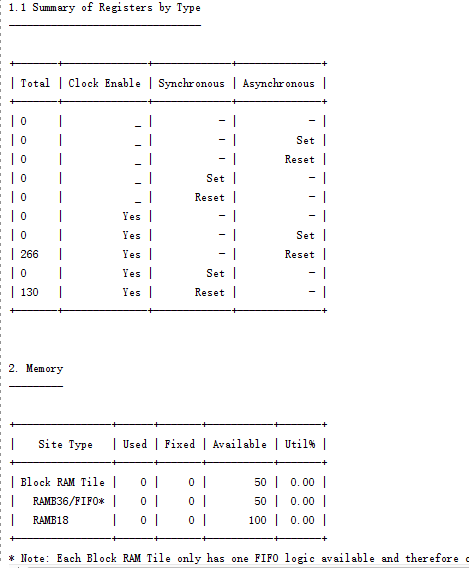 1.1 Summary of Registers by Type
--------------------------------
+-------+--------------+-------------+--------------+
| Total | Clock Enable | Synchronous | Asynchronous |
+-------+--------------+-------------+--------------+
| 0     |            _ |           - |            - |
| 0     |            _ |           - |          Set |
| 0     |            _ |           - |        Reset |
| 0     |            _ |         Set |            - |
| 0     |            _ |       Reset |            - |
| 0     |          Yes |           - |            - |
| 0     |          Yes |           - |          Set |
| 266   |          Yes |           - |        Reset |
| 0     |          Yes |         Set |            - |
| 130   |          Yes |       Reset |            - |
+-------+--------------+-------------+--------------+
2. Memory
---------
+----------------+------+-------+-----------+-------+
|    Site Type   | Used | Fixed | Available | Util% |
+----------------+------+-------+-----------+-------+
| Block RAM Tile |    0 |     0 |        50 |  0.00 |
|   RAMB36/FIFO* |    0 |     0 |        50 |  0.00 |
|   RAMB18       |    0 |     0 |       100 |  0.00 |
+----------------+------+-------+-----------+-------+
* Note: Each Block RAM Tile only has one FIFO logic available and therefore